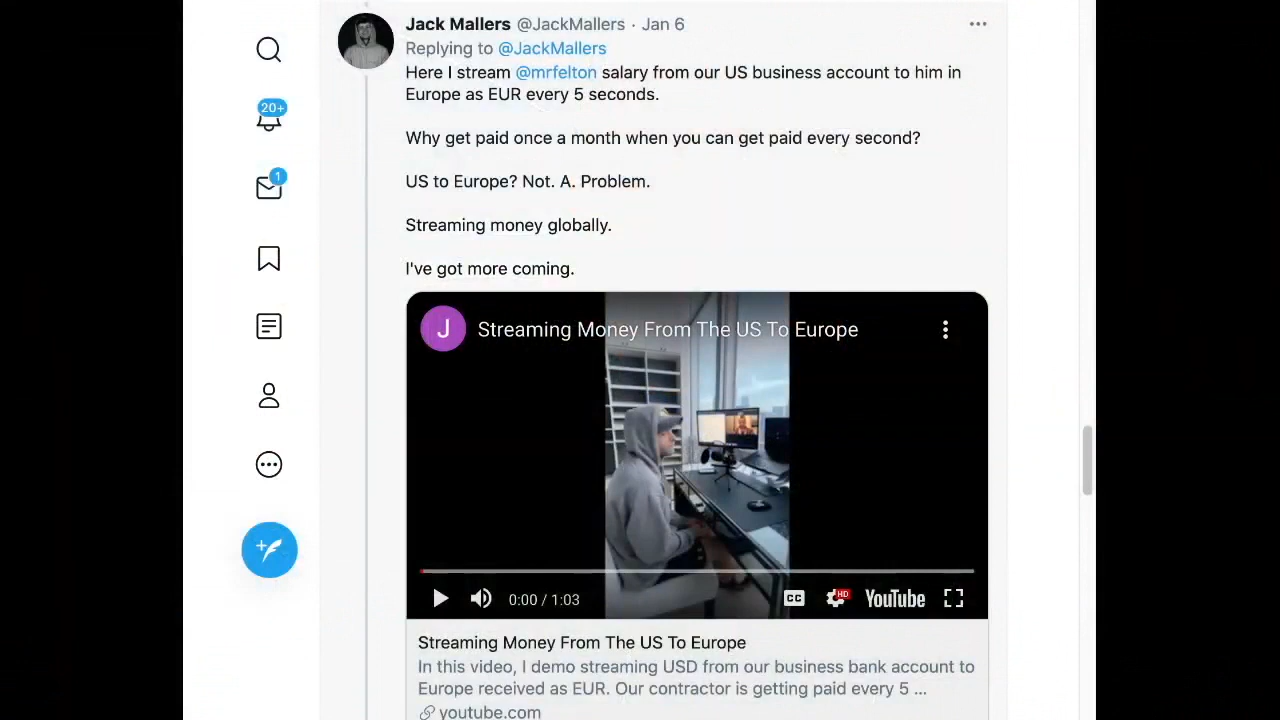 Jack Mallers @JackMallers · Jan 6
Replying to @JackMallers
Here I stream @mrfelton salary from our US business account to him in
Europe as EUR every 5 seconds.
Why get paid once a month when you can get paid every second?
US to Europe? Not. A. Problem.
Streaming money globally.
I've got more coming.
20+
1
J
Streaming Money From The US To Europe
0:00 / 1:03
CC
HD
YouTube
Streaming Money From The US To Europe
In this video, I demo streaming USD from our business bank account to
Europe received as EUR. Our contractor is getting paid every 5 ...
youtube.com